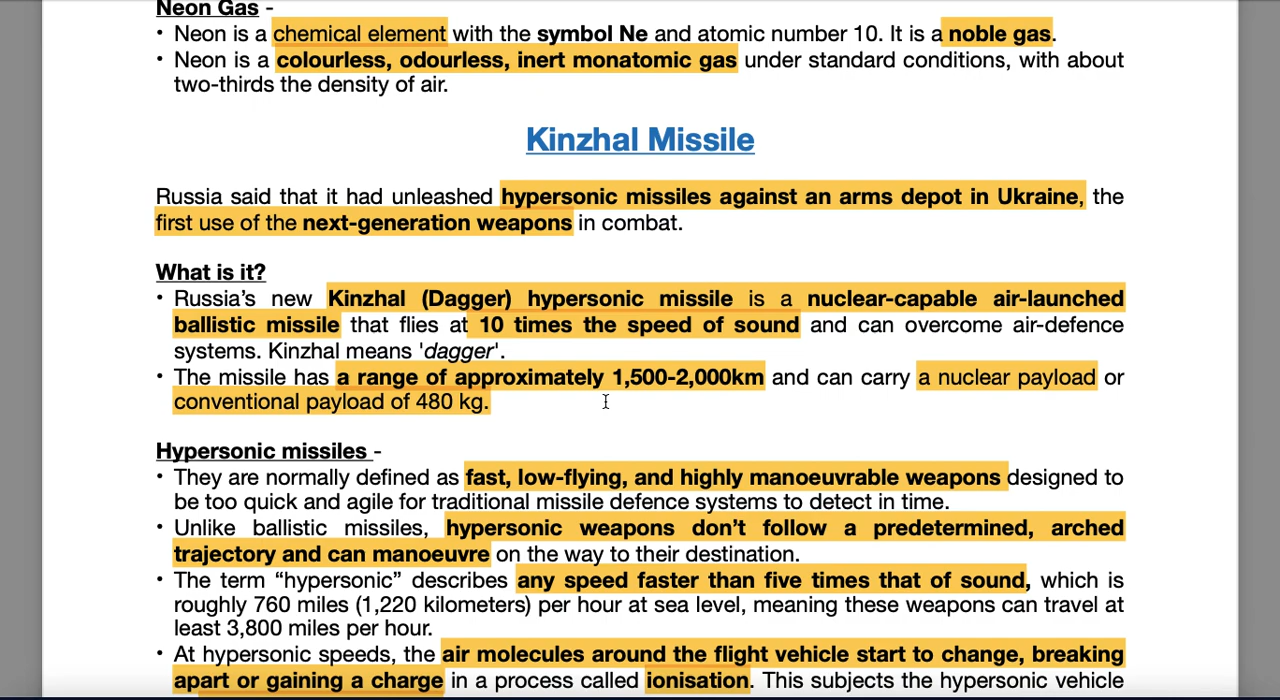 Neon Gas -
• Neon is a chemical element with the symbol Ne and atomic number 10. It is a noble gas.
• Neon is a colourless, odourless, inert monatomic gas under standard conditions, with about
two-thirds the density of air.
Kinzhal Missile
Russia said that it had unleashed hypersonic missiles against an arms depot in Ukraine, the
first use of the next-generation weapons in combat.
What is it?
• Russia’s new Kinzhal (Dagger) hypersonic missile is a nuclear-capable air-launched
ballistic missile that flies at 10 times the speed of sound and can overcome air-defence
systems. Kinzhal means 'dagger'.
• The missile has a range of approximately 1,500-2,000km and can carry a nuclear payload or
conventional payload of 480 kg.
Hypersonic missiles -
• They are normally defined as fast, low-flying, and highly manoeuvrable weapons designed to
be too quick and agile for traditional missile defence systems to detect in time.
• Unlike ballistic missiles, hypersonic weapons don’t follow a predetermined, arched
trajectory and can manoeuvre on the way to their destination.
• The term “hypersonic” describes any speed faster than five times that of sound, which is
roughly 760 miles (1,220 kilometers) per hour at sea level, meaning these weapons can travel at
least 3,800 miles per hour.
• At hypersonic speeds, the air molecules around the flight vehicle start to change, breaking
apart or gaining a charge in a process called ionisation. This subjects the hypersonic vehicle